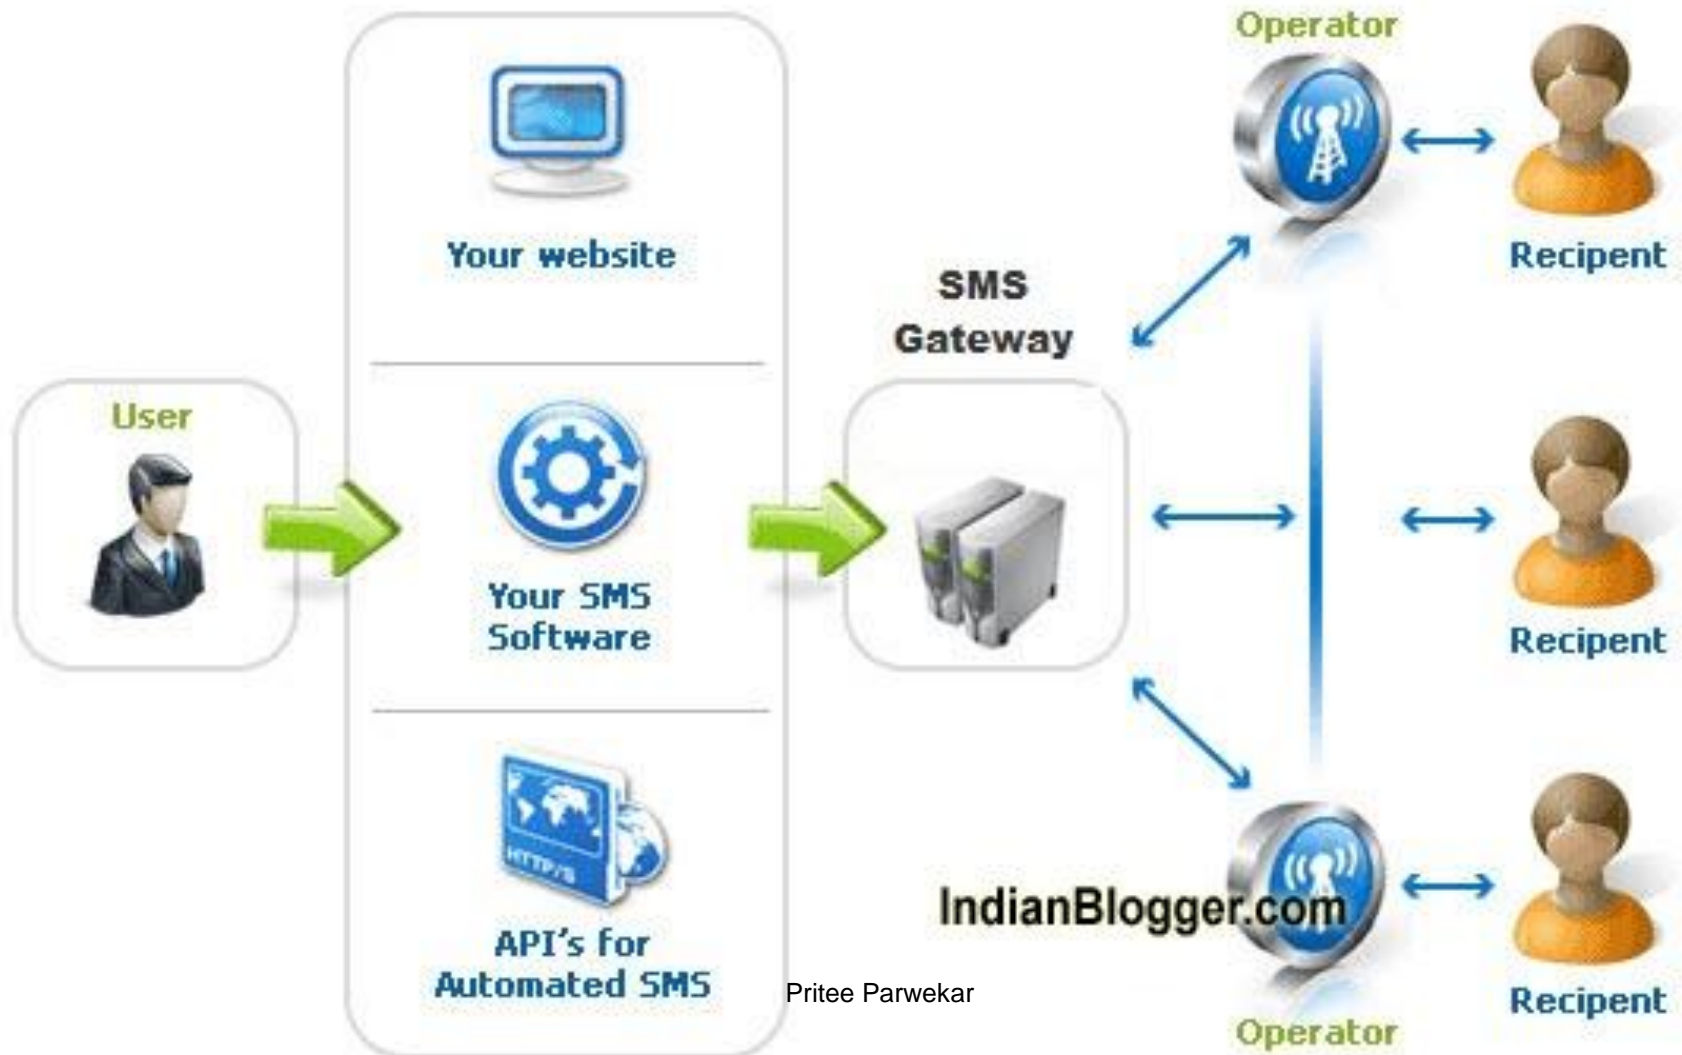 Operator
Your website
Recipent
SMS
Gateway
User
Your SMS
Software
Recipent
HTTP/S
IndianBlogger.com
API's for
Automated SMS
Pritee Parwekar
Recipent
Operator